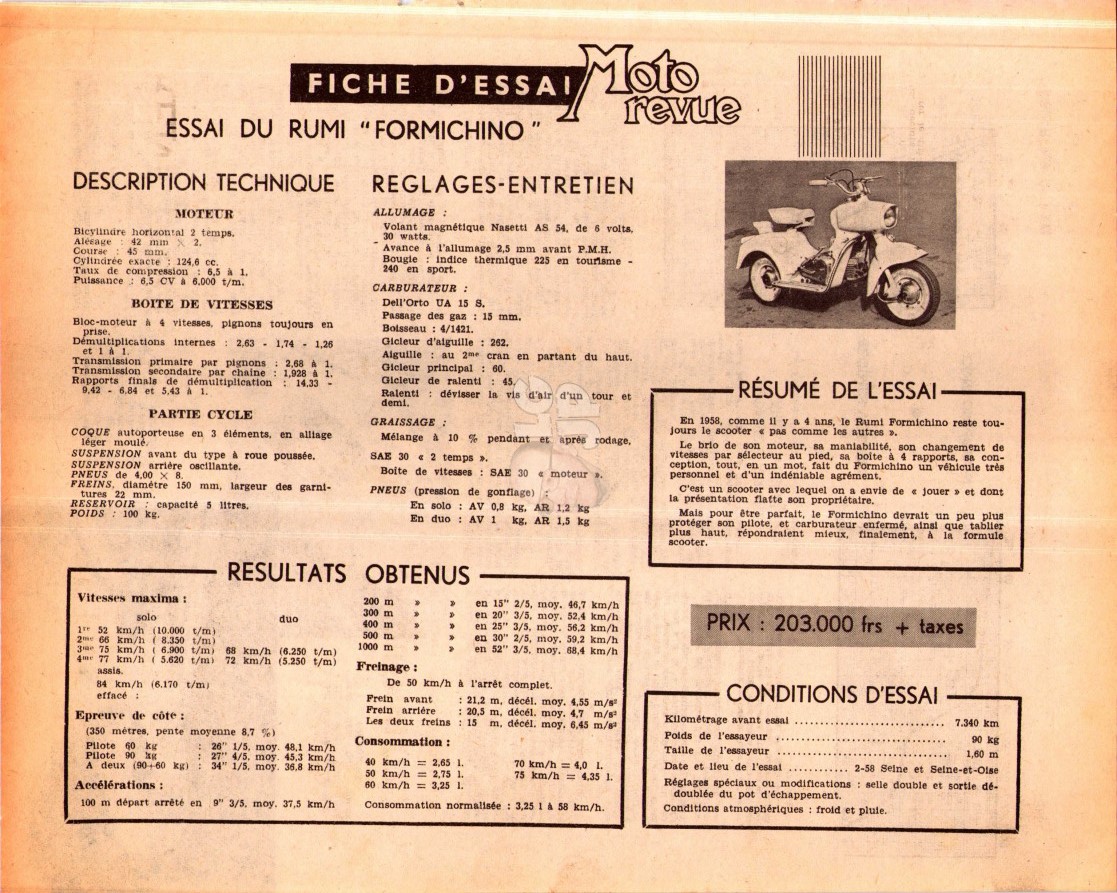 FICHE D'ESSAI Moto revue
ESSAI DU RUMI "FORMICHINO"
DESCRIPTION TECHNIQUE
MOTEUR
Bicylindre horizontal 2 temps.
Alésage : 42 mm × 2.
Course : 45 mm.
Cylindrée exacte : 124,6 cc.
Taux de compression : 6,5 à 1.
Puissance : 6,5 CV à 6.000 t/m.
BOITE DE VITESSES
Bloc-moteur à 4 vitesses, pignons toujours en
prise.
Démultiplications internes : 2,63 - 1,74 - 1,26
et 1 à 1.
Transmission primaire par pignons : 2,68 à 1.
Transmission secondaire par chaine : 1,928 à 1.
Rapports finals de démultiplication : 14,33 -
9,42 - 6,84 et 5,43 à 1.
PARTIE CYCLE
COQUE autoporteuse en 3 éléments, en alliage
léger moulé.
SUSPENSION avant du type à roue poussée.
SUSPENSION arrière oscillante.
PNEUS de 4,00 × 8.
FREINS, diamètre 150 mm, largeur des garni-
tures 22 mm.
RESERVOIR : capacité 5 litres.
POIDS : 100 kg.
REGLAGES-ENTRETIEN
ALLUMAGE :
Volant magnétique Nasetti AS 54, de 6 volts,
30 watts.
Avance à l'allumage 2,5 mm avant P.M.H.
Bougie : indice thermique 225 en tourisme -
240 en sport.
CARBURATEUR :
Dell'Orto UA 15 S.
Passage des gaz : 15 mm.
Boisseau : 4/1421.
Gicleur d'aiguille : 262.
Aiguille : au 2me cran en partant du haut.
Gicleur principal : 60.
Gicleur de ralenti : 45.
Ralenti : dévisser la vis d'air d'un tour et
demi.
GRAISSAGE :
Mélange à 10 % pendant et après rodage,
SAE 30 « 2 temps ».
Boite de vitesses : SAE 30 « moteur ».
PNEUS (pression de gonflage) :
En solo : AV 0,8 kg, AR 1,2 kg
En duo : AV 1 kg, AR 1,5 kg
RÉSUMÉ DE L'ESSAI
En 1958, comme il y a 4 ans, le Rumi Formichino reste tou-
jours le scooter « pas comme les autres ».
Le brio de son moteur, sa maniabilité, son changement de
vitesses par sélecteur au pied, sa boite à 4 rapports, sa con-
ception, tout, en un mot, fait du Formichino un véhicule très
personnel et d'un indéniable agrément.
C'est un scooter avec lequel on a envie de « jouer » et dont
la présentation flatte son propriétaire.
Mais pour être parfait, le Formichino devrait un peu plus
protéger son pilote, et carburateur enfermé, ainsi que tablier
plus haut, répondraient mieux, finalement, à la formule
scooter.
RESULTATS OBTENUS
Vitesses maxima :
solo duo
1re 52 km/h (10.000 t/m)
2me 66 km/h ( 8.350 t/m)
3me 75 km/h ( 6.900 t/m) 68 km/h (6.250 t/m)
4me 77 km/h ( 5.620 t/m) 72 km/h (5.250 t/m)
assis.
84 km/h (6.170 t/m)
effacé :
Epreuve de côte :
(350 mètres, pente moyenne 8,7 %)
Pilote 60 kg : 26" 1/5, moy. 48,1 km/h
Pilote 90 kg : 27" 4/5, moy. 45,3 km/h
A deux (90+60 kg) : 34" 1/5, moy. 36,8 km/h
Accélérations :
100 m départ arrêté en 9" 3/5, moy. 37,5 km/h
200 m » » en 15" 2/5, moy. 46,7 km/h
300 m » » en 20" 3/5, moy. 52,4 km/h
400 m » » en 25" 3/5, moy. 56,2 km/h
500 m » » en 30" 2/5, moy. 59,2 km/h
1000 m » » en 52" 3/5, moy. 68,4 km/h
Freinage :
De 50 km/h à l'arrêt complet.
Frein avant : 21,2 m, décél. moy. 4,55 m/s²
Frein arrière : 20,5 m, décél. moy. 4,7 m/s²
Les deux freins : 15 m, décél. moy. 6,45 m/s²
Consommation :
40 km/h = 2,65 l. 70 km/h = 4,0 l.
50 km/h = 2,75 l. 75 km/h = 4,35 l.
60 km/h = 3,25 l.
Consommation normalisée : 3,25 l à 58 km/h.
PRIX : 203.000 frs + taxes
CONDITIONS D'ESSAI
Kilométrage avant essai ........................ 7.340 km
Poids de l'essayeur ........................ 90 kg
Taille de l'essayeur ........................ 1,60 m
Date et lieu de l'essai ............ 2-58 Seine et Seine-et-Oise
Réglages spéciaux ou modifications : selle double et sortie dé-
doublée du pot d'échappement.
Conditions atmosphériques : froid et pluie.